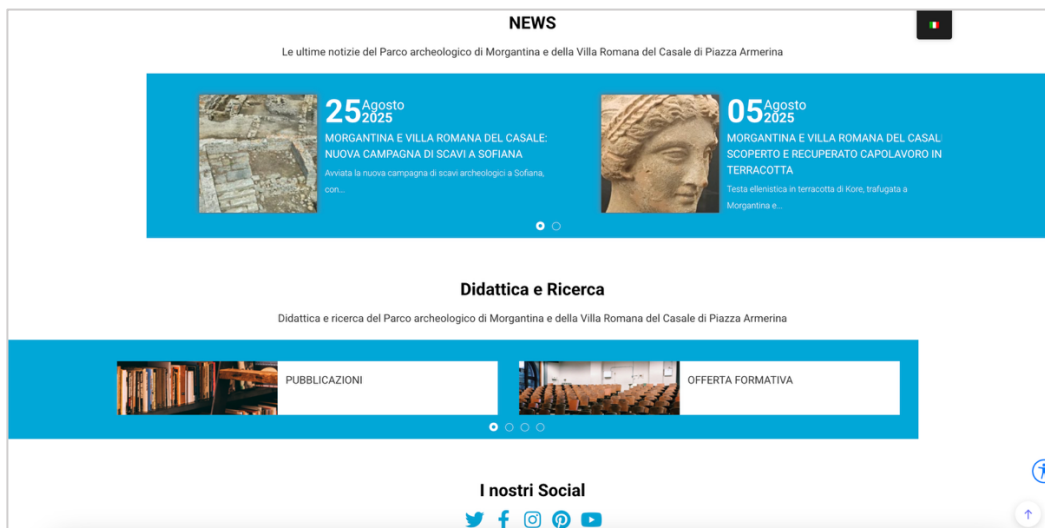 NEWS
Le ultime notizie del Parco archeologico di Morgantina e della Villa Romana del Casale di Piazza Armerina
25 Agosto
2025
MORGANTINA E VILLA ROMANA DEL CASALE:
NUOVA CAMPAGNA DI SCAVI A SOFIANA
Avviata la nuova campagna di scavi archeologici a Sofiana,
con...
05 Agosto
2025
MORGANTINA E VILLA ROMANA DEL CASAL
SCOPERTO E RECUPERATO CAPOLAVORO IN
TERRACOTTA
Testa ellenistica in terracotta di Kore, trafugata a
Morgantina e...
Didattica e Ricerca
Didattica e ricerca del Parco archeologico di Morgantina e della Villa Romana del Casale di Piazza Armerina
PUBBLICAZIONI
OFFERTA FORMATIVA
I nostri Social